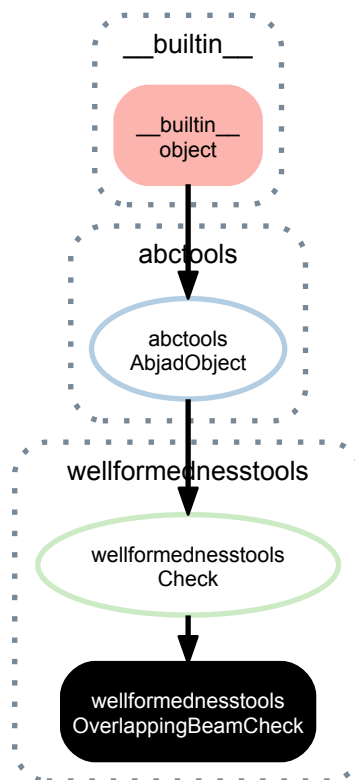 __builtin__
__builtin__
object
abctools
abctools
AbjadObject
wellformednesstools
wellformednesstools
Check
wellformednesstools
OverlappingBeamCheck